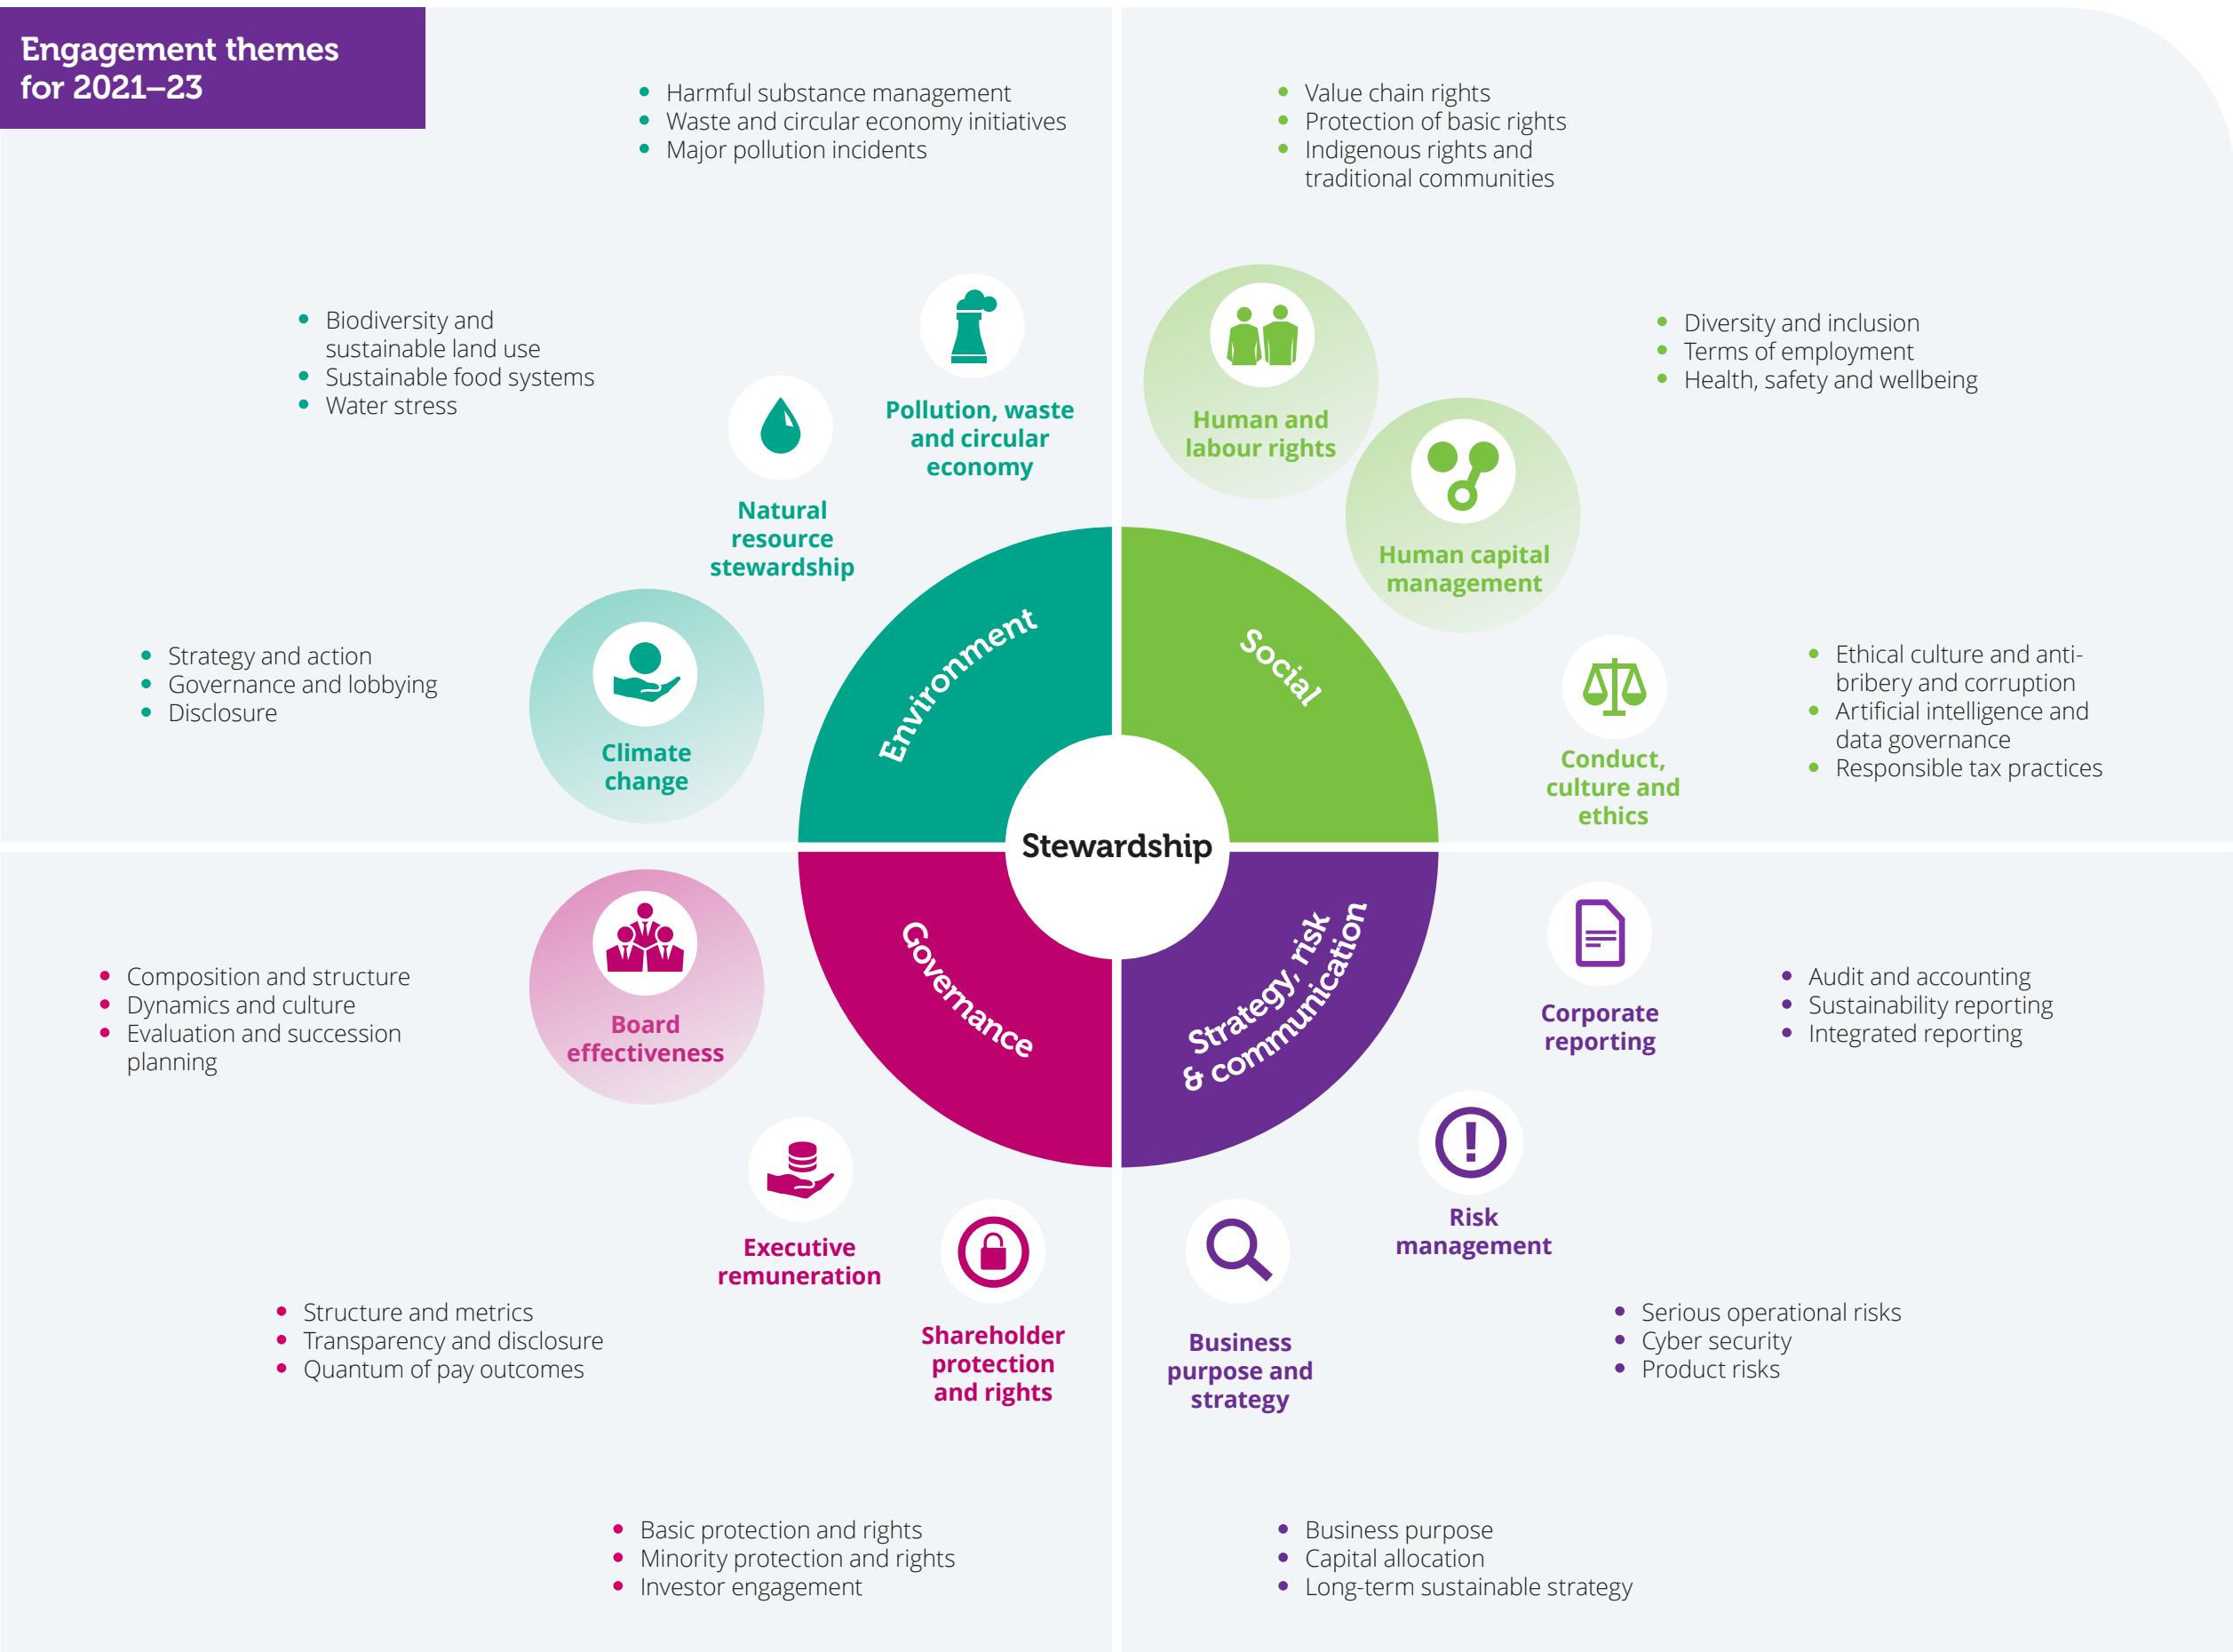 Engagement themes
for 2021–23
• Harmful substance management
• Waste and circular economy initiatives
• Major pollution incidents
• Value chain rights
• Protection of basic rights
• Indigenous rights and
traditional communities
• Biodiversity and
sustainable land use
• Sustainable food systems
• Water stress
Pollution, waste
and circular
economy
Natural
resource
stewardship
Human and
labour rights
• Diversity and inclusion
• Terms of employment
• Health, safety and wellbeing
Human capital
management
• Strategy and action
• Governance and lobbying
• Disclosure
Climate
change
Environment
Social
Conduct,
culture and
ethics
• Ethical culture and anti-
bribery and corruption
• Artificial intelligence and
data governance
• Responsible tax practices
Stewardship
• Composition and structure
• Dynamics and culture
• Evaluation and succession
planning
Board
effectiveness
Governance
Strategy, risk
& communication
Corporate
reporting
• Audit and accounting
• Sustainability reporting
• Integrated reporting
Executive
remuneration
Risk
management
• Structure and metrics
• Transparency and disclosure
• Quantum of pay outcomes
Shareholder
protection
and rights
Business
purpose and
strategy
• Serious operational risks
• Cyber security
• Product risks
• Basic protection and rights
• Minority protection and rights
• Investor engagement
• Business purpose
• Capital allocation
• Long-term sustainable strategy